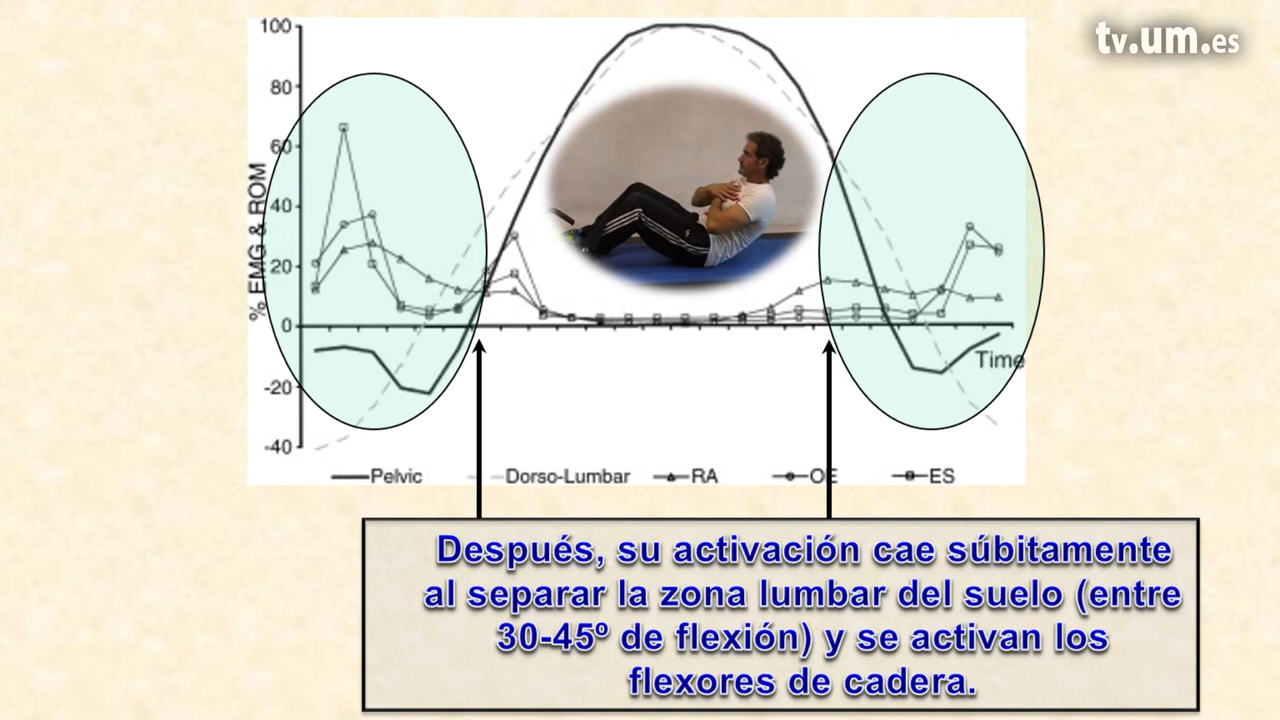 tv.um.es
100
80
60
40
20
0
-20
-40
% EMG & ROM
Time
Pelvic Dorso-Lumbar RA OE ES
Después, su activación cae súbitamente
al separar la zona lumbar del suelo (entre
30-45º de flexión) y se activan los
flexores de cadera.